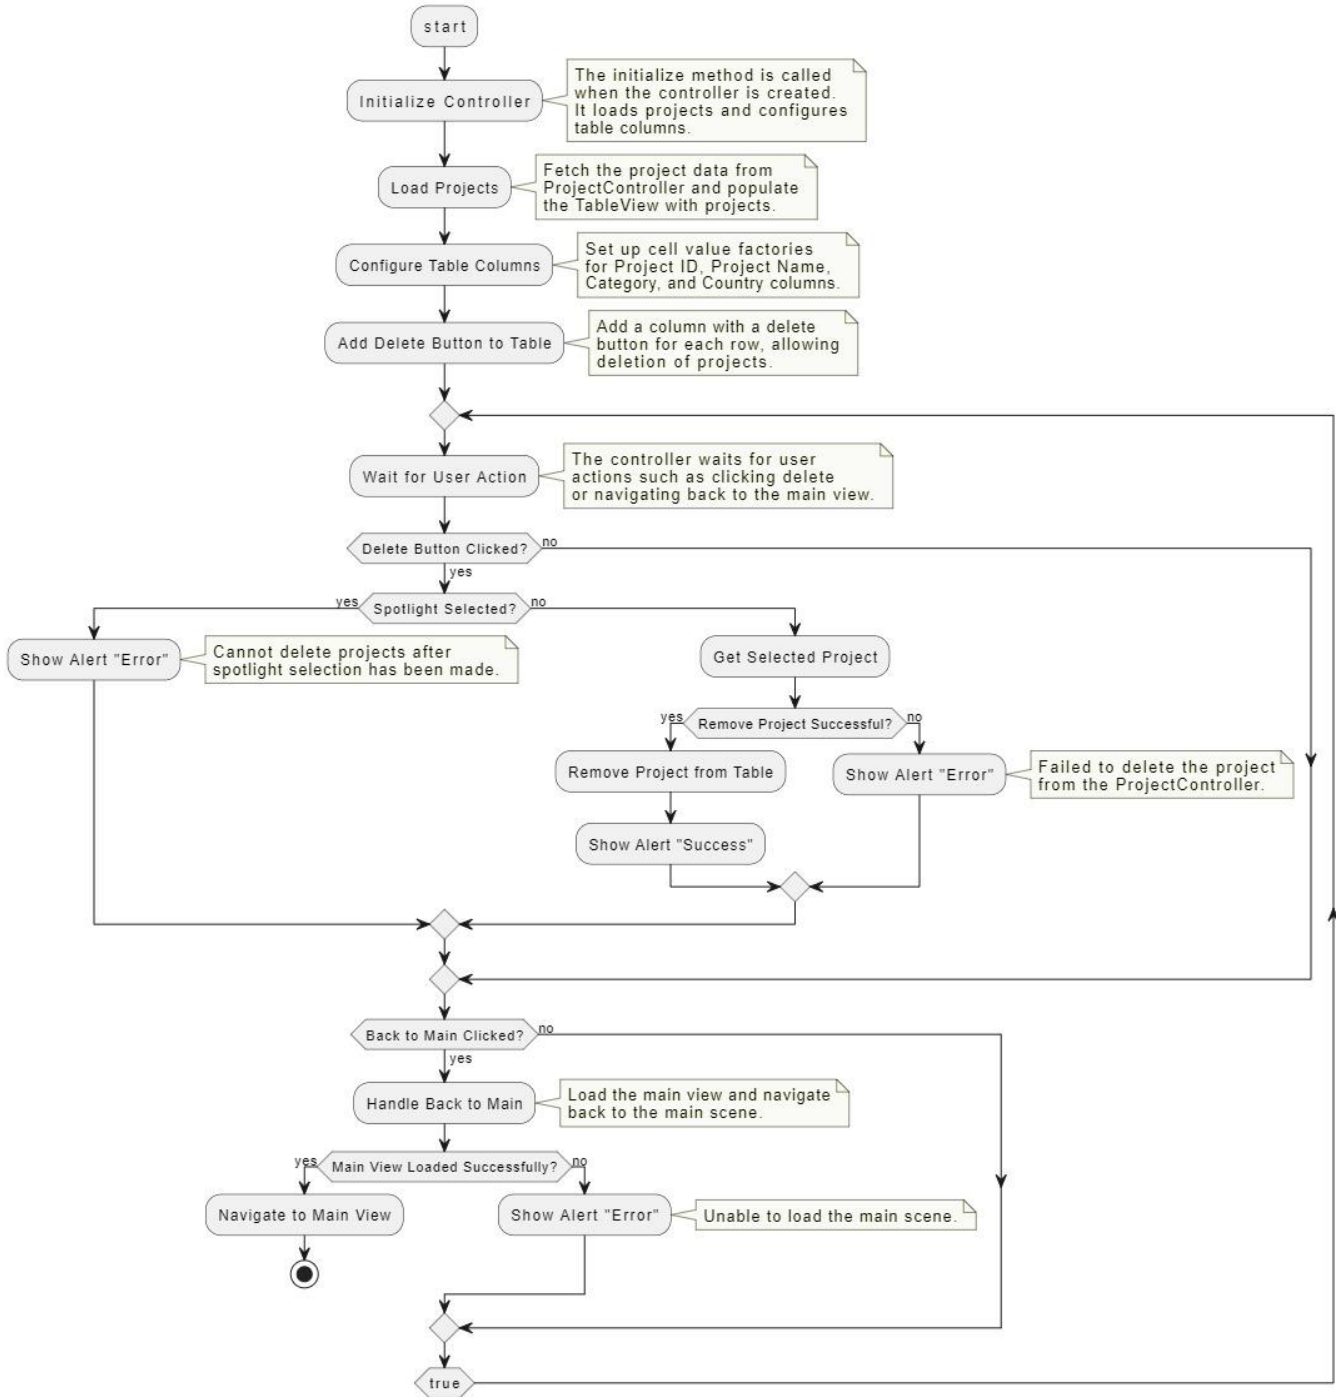 start
Initialize Controller
The initialize method is called
when the controller is created.
It loads projects and configures
table columns.
Load Projects
Fetch the project data from
ProjectController and populate
the TableView with projects.
Configure Table Columns
Set up cell value factories
for Project ID, Project Name,
Category, and Country columns.
Add Delete Button to Table
Add a column with a delete
button for each row, allowing
deletion of projects.
Wait for User Action
The controller waits for user
actions such as clicking delete
or navigating back to the main view.
Delete Button Clicked?
no
yes
yes
Spotlight Selected?
no
Show Alert "Error"
Cannot delete projects after
spotlight selection has been made.
Get Selected Project
yes
Remove Project Successful?
no
Remove Project from Table
Show Alert "Error"
Failed to delete the project
from the ProjectController.
Show Alert "Success"
Back to Main Clicked?
no
yes
Handle Back to Main
Load the main view and navigate
back to the main scene.
yes
Main View Loaded Successfully?
no
Navigate to Main View
Show Alert "Error"
Unable to load the main scene.
true